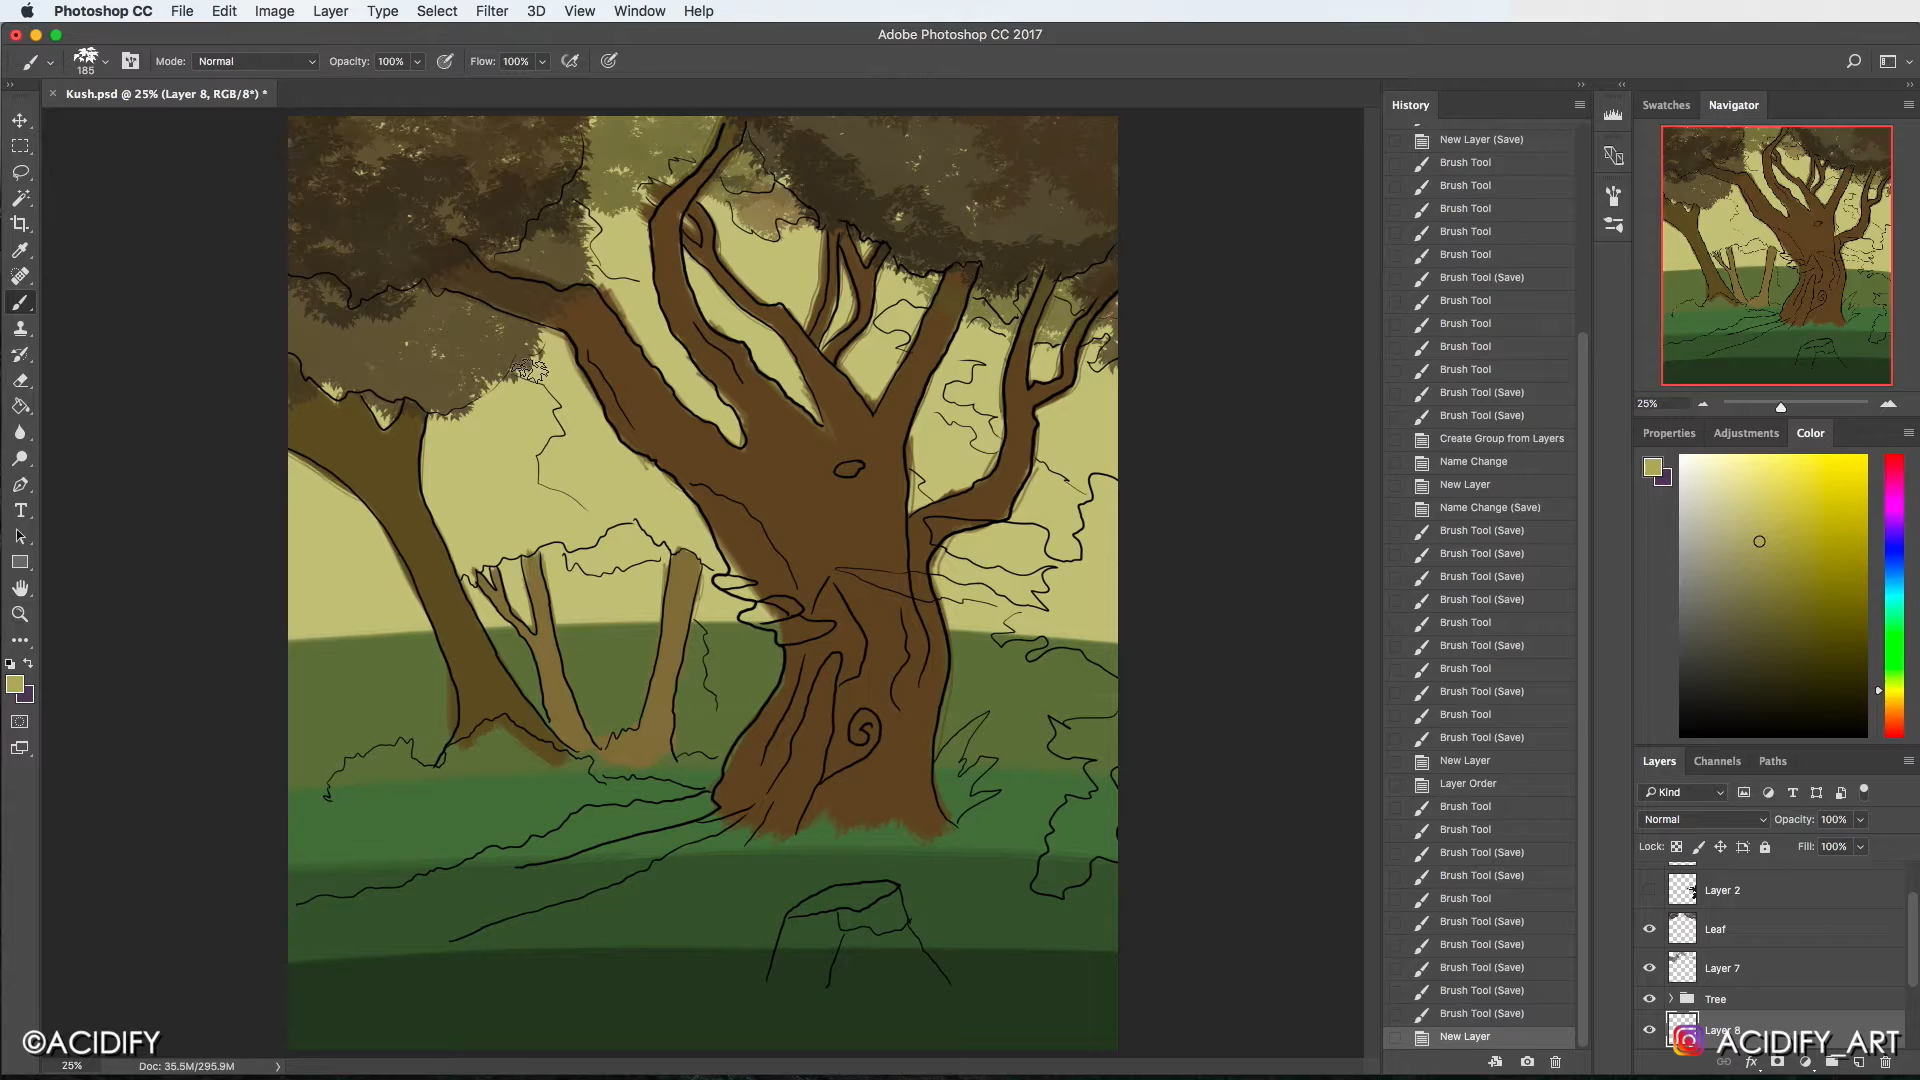 Photoshop CC File Edit Image Layer Type Select Filter 3D View Window Help
Adobe Photoshop CC 2017
185 Mode: Normal Opacity: 100% Flow: 100%
Kush.psd @ 25% (Layer 8, RGB/8*) *
History
New Layer (Save)
Brush Tool
Brush Tool
Brush Tool
Brush Tool
Brush Tool
Brush Tool (Save)
Brush Tool
Brush Tool
Brush Tool
Brush Tool
Brush Tool (Save)
Brush Tool (Save)
Create Group from Layers
Name Change
New Layer
Name Change (Save)
Brush Tool (Save)
Brush Tool (Save)
Brush Tool (Save)
Brush Tool (Save)
Brush Tool
Brush Tool (Save)
Brush Tool
Brush Tool (Save)
Brush Tool
Brush Tool (Save)
New Layer
Layer Order
Brush Tool
Brush Tool
Brush Tool (Save)
Brush Tool (Save)
Brush Tool
Brush Tool (Save)
Brush Tool (Save)
Brush Tool (Save)
Brush Tool (Save)
Brush Tool (Save)
New Layer
Swatches Navigator
25%
Properties Adjustments Color
Layers Channels Paths
Kind
Normal Opacity: 100%
Lock: Fill: 100%
Layer 2
Leaf
Layer 7
Tree
Layer 8
©ACIDIFY
ACIDIFY_ART
25% Doc: 35.5M/295.9M